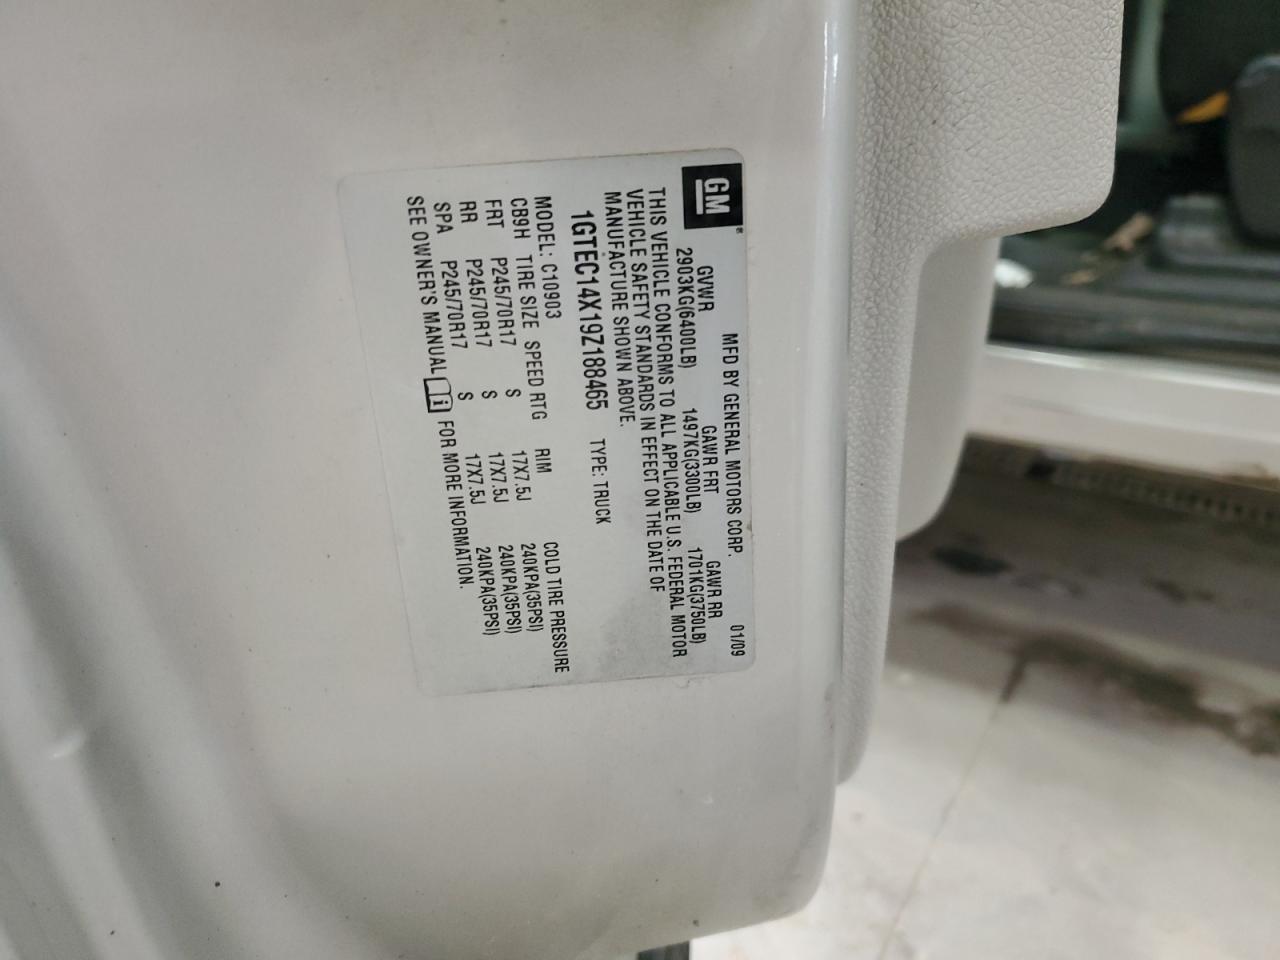 GM
MFD BY GENERAL MOTORS CORP. 01/09
GVWR GAWR FRT GAWR RR
2903KG(6400LB) 1497KG(3300LB) 1701KG(3750LB)
THIS VEHICLE CONFORMS TO ALL APPLICABLE U.S. FEDERAL MOTOR
VEHICLE SAFETY STANDARDS IN EFFECT ON THE DATE OF
MANUFACTURE SHOWN ABOVE.
1GTEC14X19Z188465 TYPE: TRUCK
MODEL: C10903
CB9H TIRE SIZE SPEED RTG RIM COLD TIRE PRESSURE
FRT P245/70R17 S 17X7.5J 240KPA(35PSI)
RR P245/70R17 S 17X7.5J 240KPA(35PSI)
SPA P245/70R17 S 17X7.5J 240KPA(35PSI)
SEE OWNER'S MANUAL i FOR MORE INFORMATION.